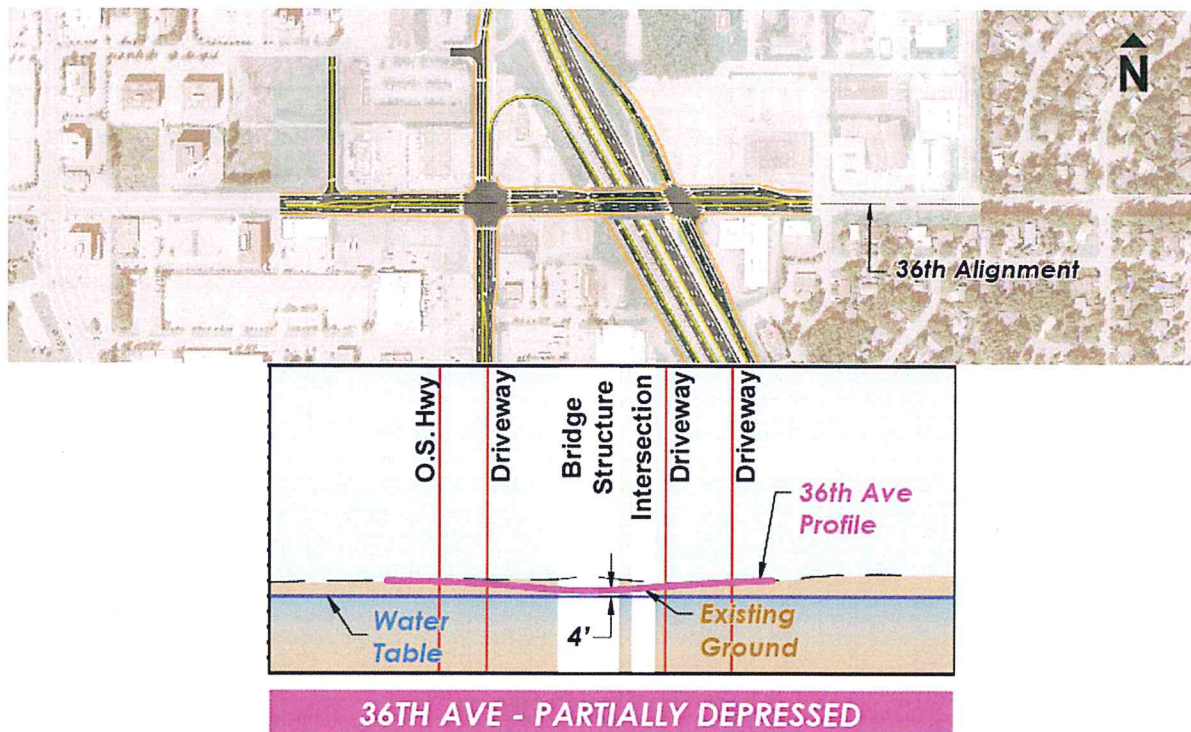 N
36th Alignment
O.S. Hwy
Driveway
Bridge
Structure
Intersection
Driveway
Driveway
36th Ave
Profile
Water
Table
4'
Existing
Ground
36TH AVE - PARTIALLY DEPRESSED